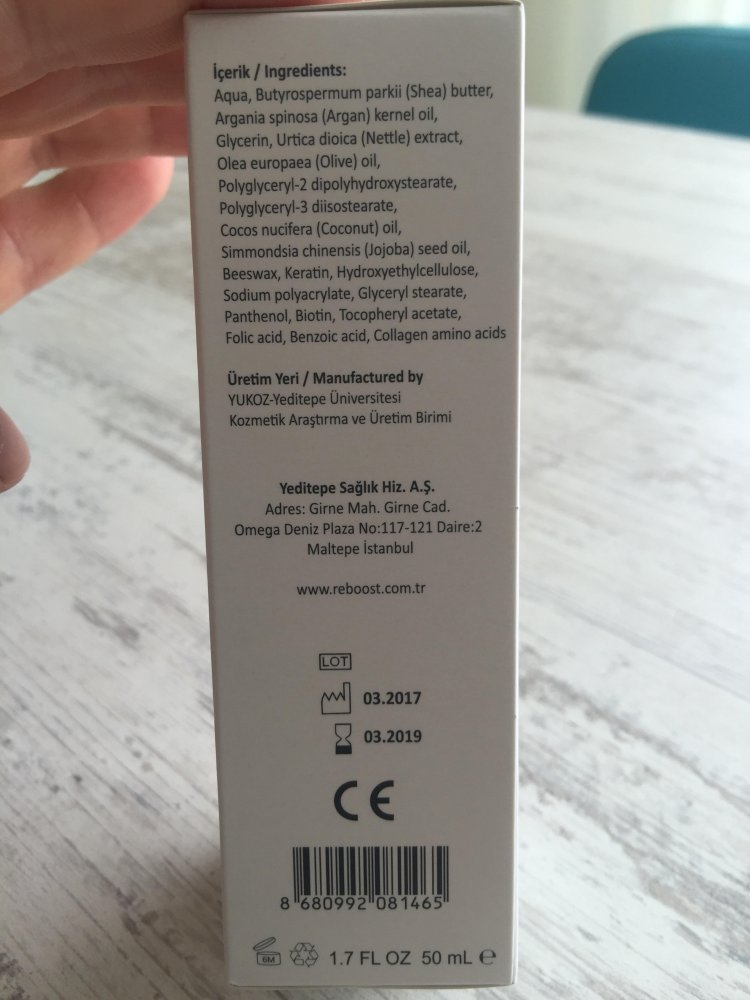 İçerik / Ingredients:
Aqua, Butyrospermum parkii (Shea) butter,
Argania spinosa (Argan) kernel oil,
Glycerin, Urtica dioica (Nettle) extract,
Olea europaea (Olive) oil,
Polyglyceryl-2 dipolyhydroxystearate,
Polyglyceryl-3 diisostearate,
Cocos nucifera (Coconut) oil,
Simmondsia chinensis (Jojoba) seed oil,
Beeswax, Keratin, Hydroxyethylcellulose,
Sodium polyacrylate, Glyceryl stearate,
Panthenol, Biotin, Tocopheryl acetate,
Folic acid, Benzoic acid, Collagen amino acids
Üretim Yeri / Manufactured by
YUKOZ-Yeditepe Üniversitesi
Kozmetik Araştırma ve Üretim Birimi
Yeditepe Sağlık Hiz. A.Ş.
Adres: Girne Mah. Girne Cad.
Omega Deniz Plaza No:117-121 Daire:2
Maltepe İstanbul
www.reboost.com.tr
LOT
03.2017
03.2019
CE
8 680992 081465
6M 1.7 FL OZ 50 mL ℮